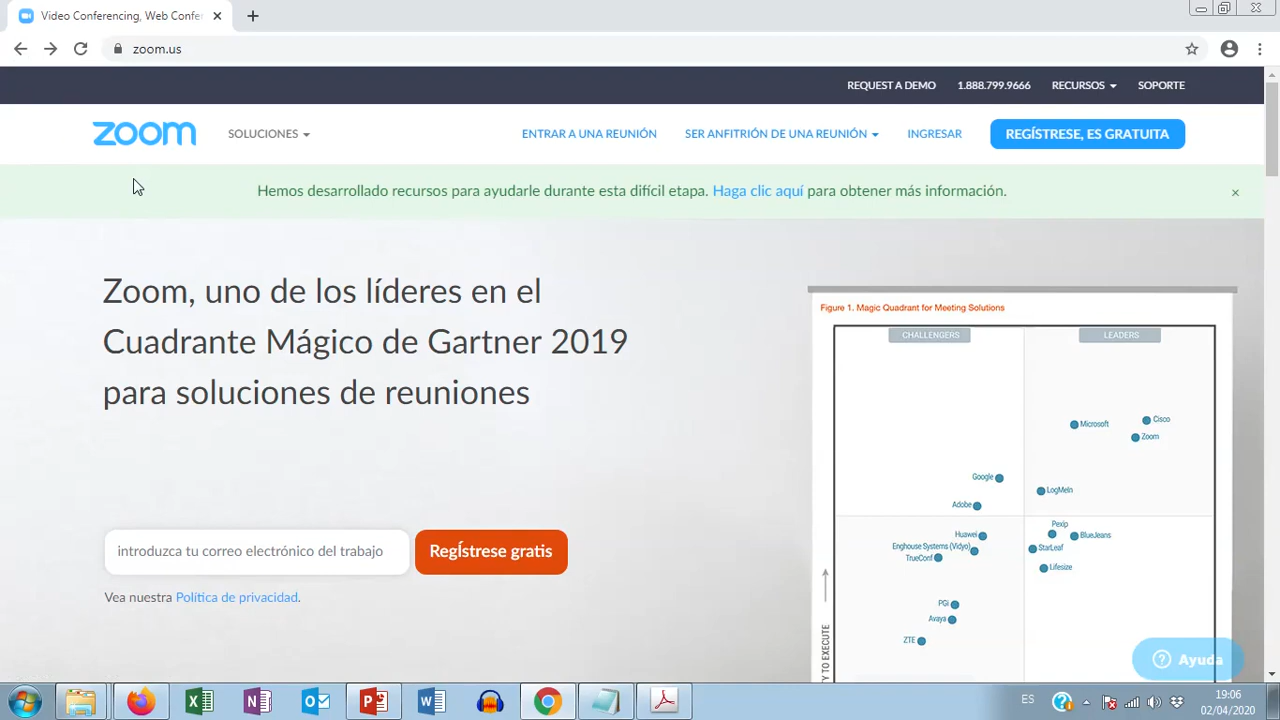 Video Conferencing, Web Confer
zoom.us
REQUEST A DEMO 1.888.799.9666 RECURSOS SOPORTE
zoom SOLUCIONES ENTRAR A UNA REUNIÓN SER ANFITRIÓN DE UNA REUNIÓN INGRESAR REGÍSTRESE, ES GRATUITA
Hemos desarrollado recursos para ayudarle durante esta difícil etapa. Haga clic aquí para obtener más información. ×
Zoom, uno de los líderes en el
Cuadrante Mágico de Gartner 2019
para soluciones de reuniones
introduzca tu correo electrónico del trabajo RegÍstrese gratis
Vea nuestra Política de privacidad.
Figure 1. Magic Quadrant for Meeting Solutions
CHALLENGERS LEADERS
Cisco
Microsoft
Zoom
Google
LogMeIn
Adobe
Pexip
Huawei BlueJeans
Enghouse Systems (Vidyo) StarLeaf
TrueConf
Lifesize
PGi
Avaya
ZTE
Y TO EXECUTE
Ayuda
ES 19:06
02/04/2020